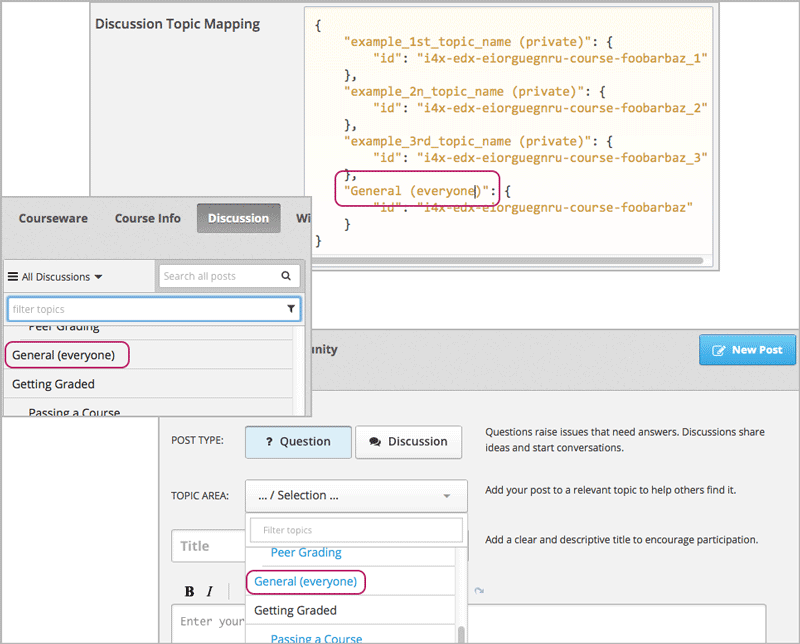 Discussion Topic Mapping
{
"example_1st_topic_name (private)": {
"id": "i4x-edx-eiorguegnru-course-foobarbaz_1"
},
"example_2n_topic_name (private)": {
"id": "i4x-edx-eiorguegnru-course-foobarbaz_2"
},
"example_3rd_topic_name (private)": {
"id": "i4x-edx-eiorguegnru-course-foobarbaz_3"
},
"General (everyone)": {
"id": "i4x-edx-eiorguegnru-course-foobarbaz"
}
}
Courseware Course Info Discussion Wi
All Discussions Search all posts
filter topics
Peer Grading
General (everyone)
Getting Graded
Passing a Course
unity
New Post
POST TYPE: ? Question Discussion
Questions raise issues that need answers. Discussions share
ideas and start conversations.
TOPIC AREA: ... / Selection ...
Add your post to a relevant topic to help others find it.
Filter topics
Title
Add a clear and descriptive title to encourage participation.
Peer Grading
General (everyone)
B I
Getting Graded
Enter your
Passing a Course